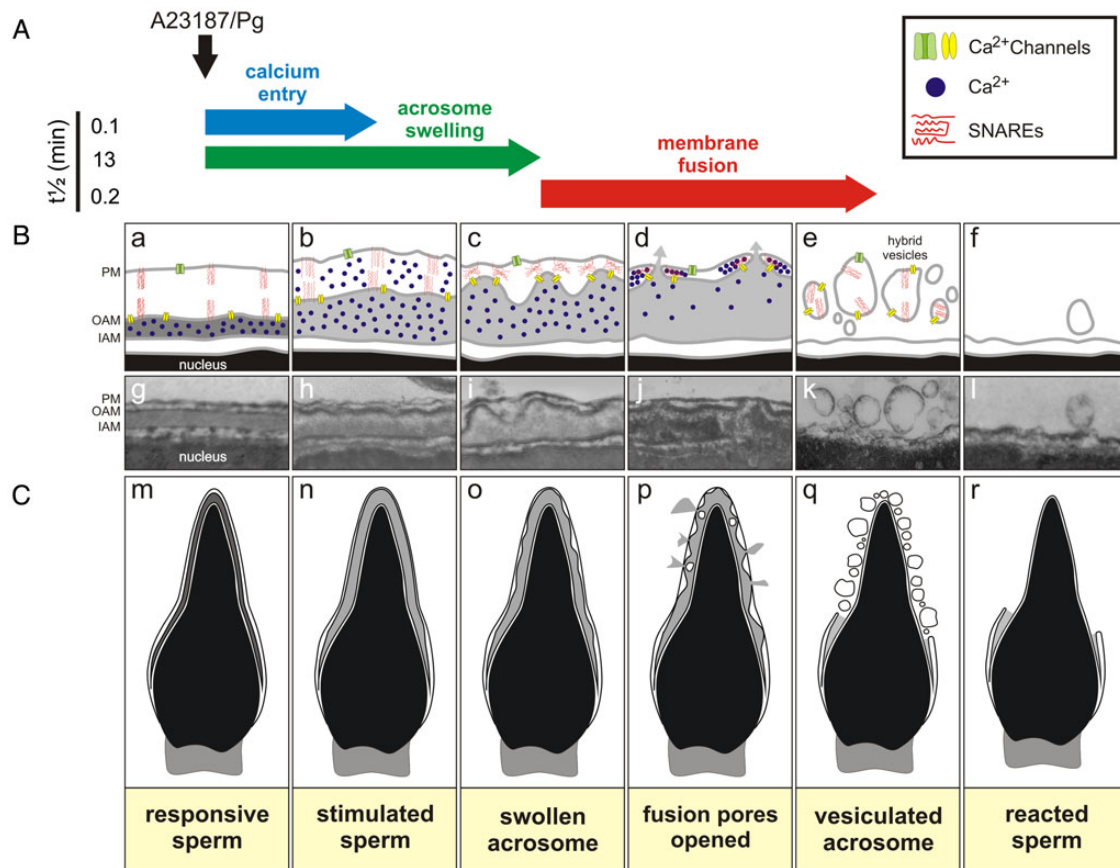 A
A23187/Pg
calcium
entry
acrosome
swelling
membrane
fusion
t½ (min)
0.1
13
0.2
Ca²⁺Channels
Ca²⁺
SNAREs
B
a
b
c
d
e
f
PM
OAM
IAM
nucleus
hybrid
vesicles
g
h
i
j
k
l
PM
OAM
IAM
nucleus
C
m
n
o
p
q
r
responsive
sperm
stimulated
sperm
swollen
acrosome
fusion pores
opened
vesiculated
acrosome
reacted
sperm